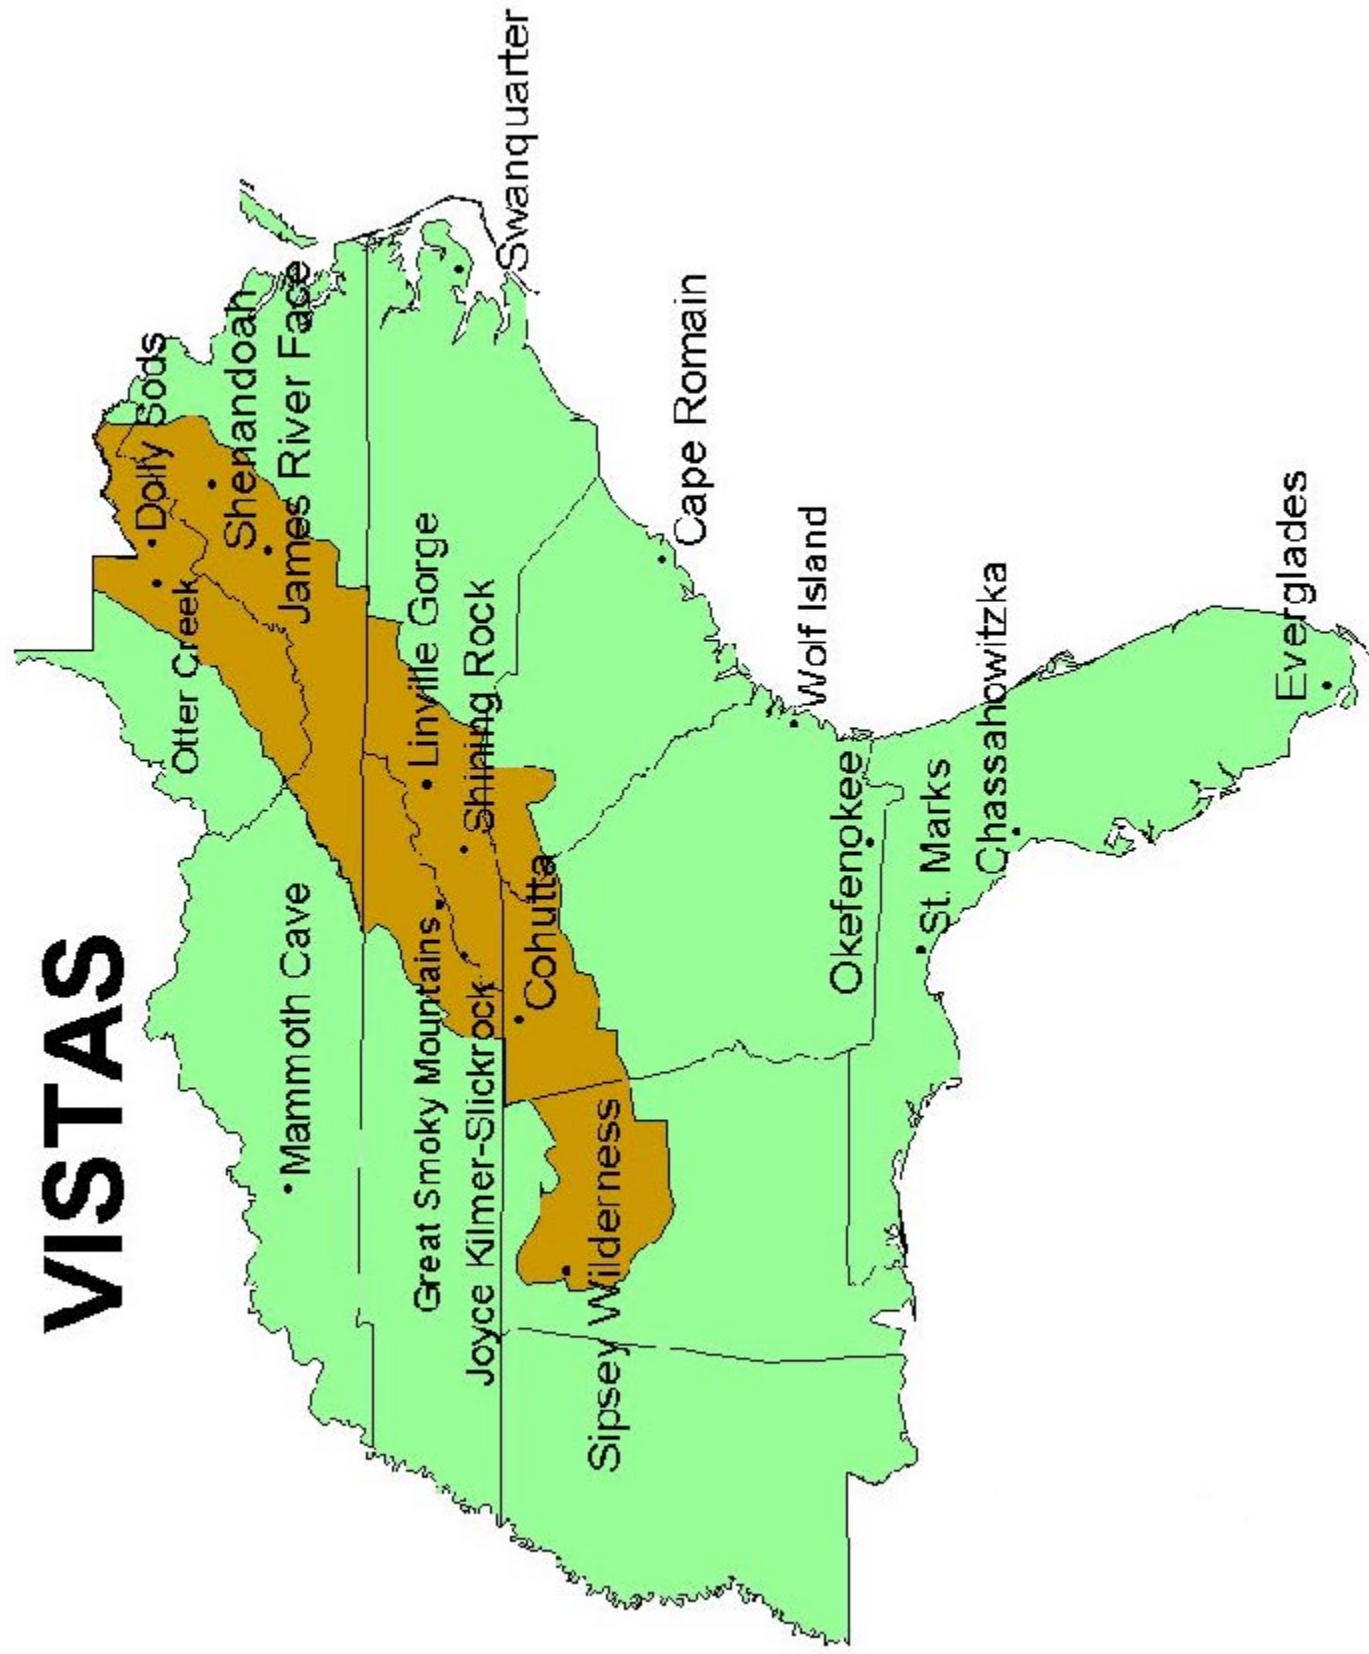 VISTAS
Dolly Sods
Otter Creek
Shenandoah
James River Face
Mammoth Cave
Linville Gorge
Great Smoky Mountains
Shining Rock
Joyce Kilmer-Slickrock
Swanquarter
Cohutta
Sipsey Wilderness
Cape Romain
Wolf Island
Okefenokee
St. Marks
Chassahowitzka
Everglades